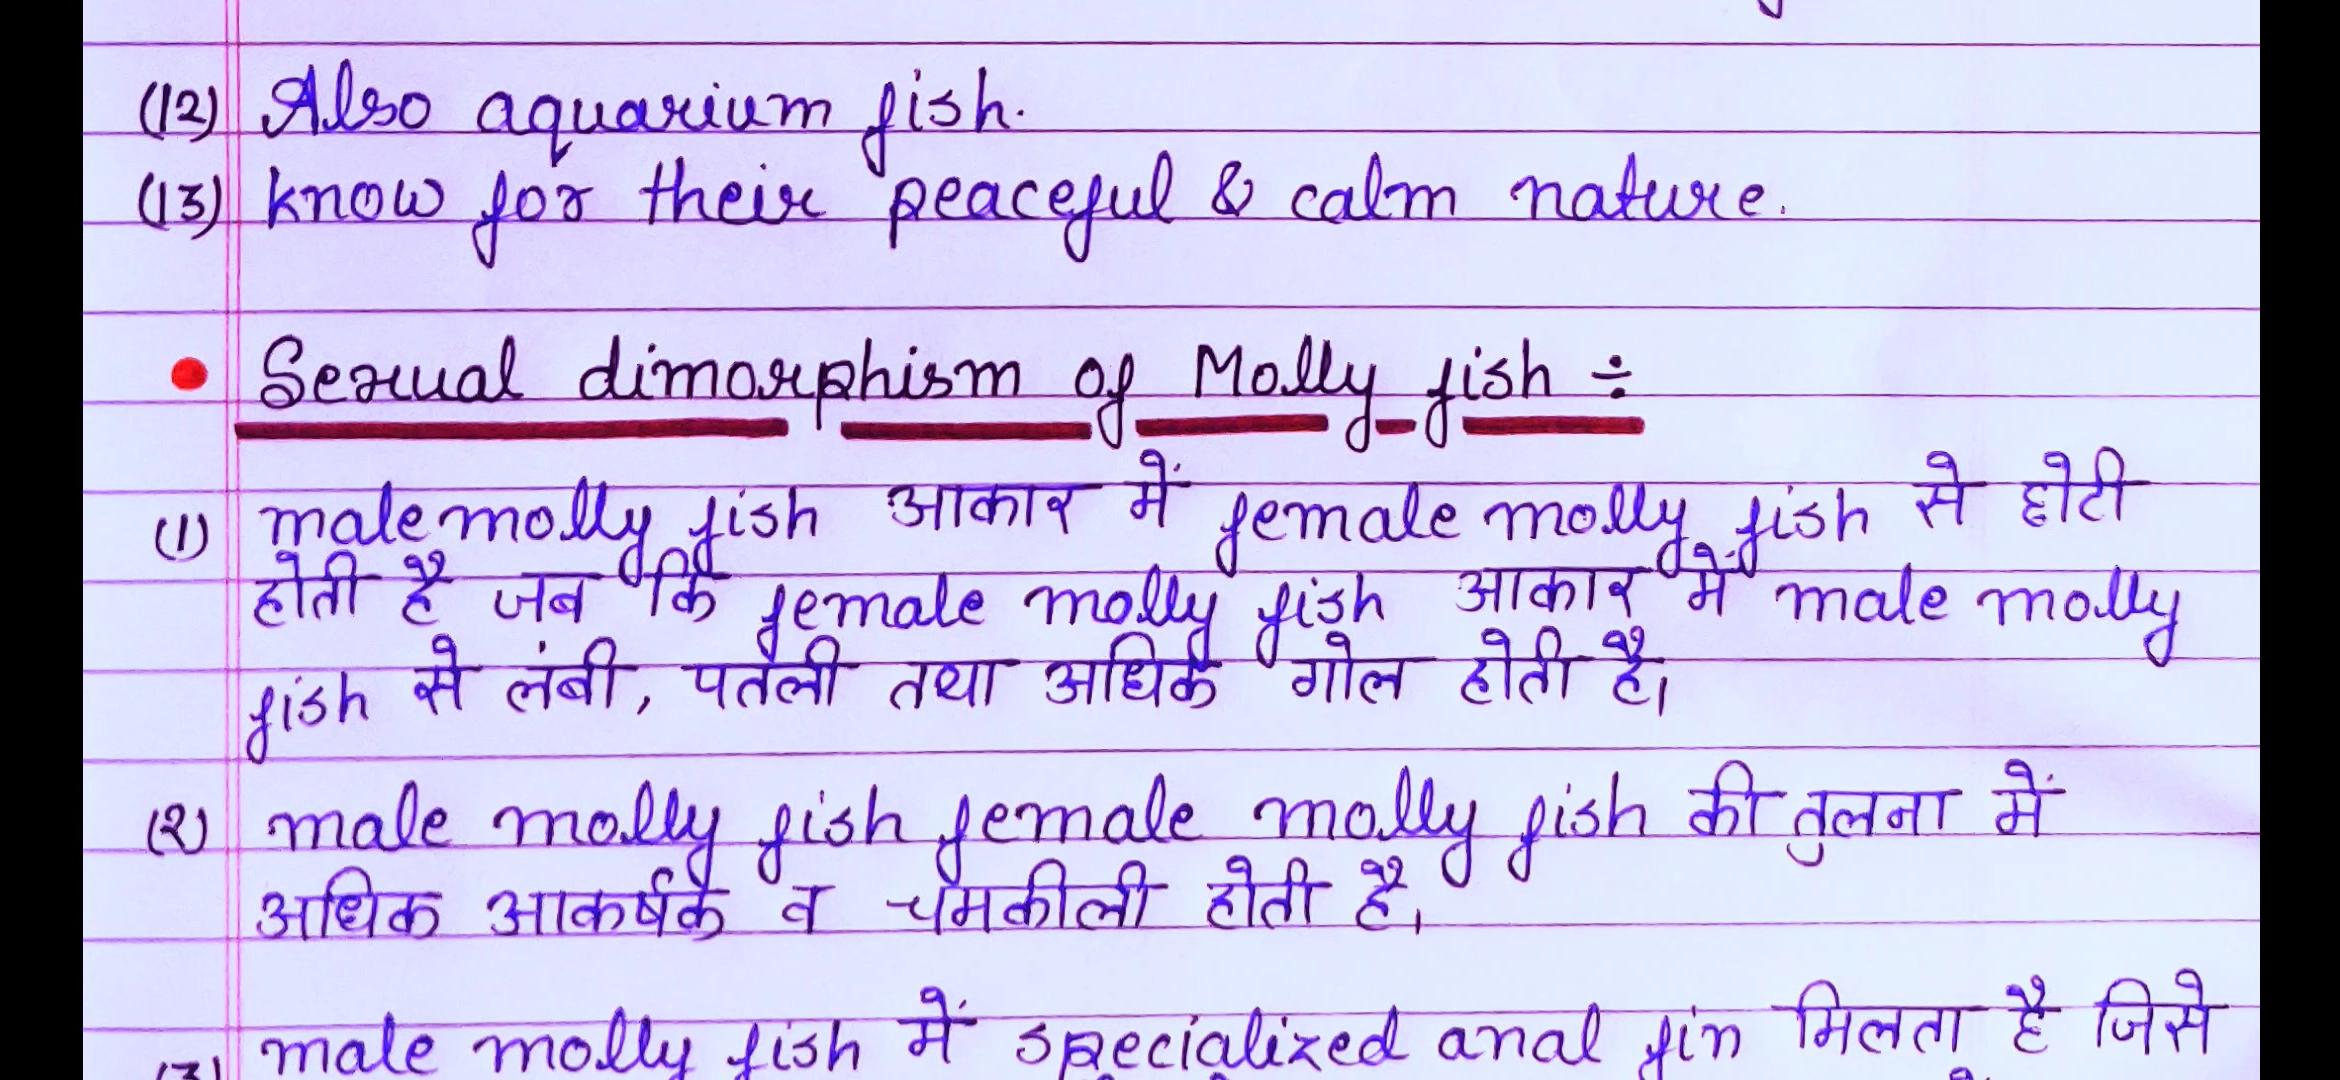 (12) Also aquarium fish.
(13) know for their peaceful & calm nature.
• Sexual dimorphism of Molly fish ÷
(1) male molly fish आकार में female molly fish से छोटी
होती है जब कि female molly fish आकार में male molly
fish से लंबी, पतली तथा अधिक गोल होती है।
(2) male molly fish female molly fish की तुलना में
अधिक आकर्षक व चमकीली होती है।
(3) male molly fish में specialized anal fin मिलता है जिसे